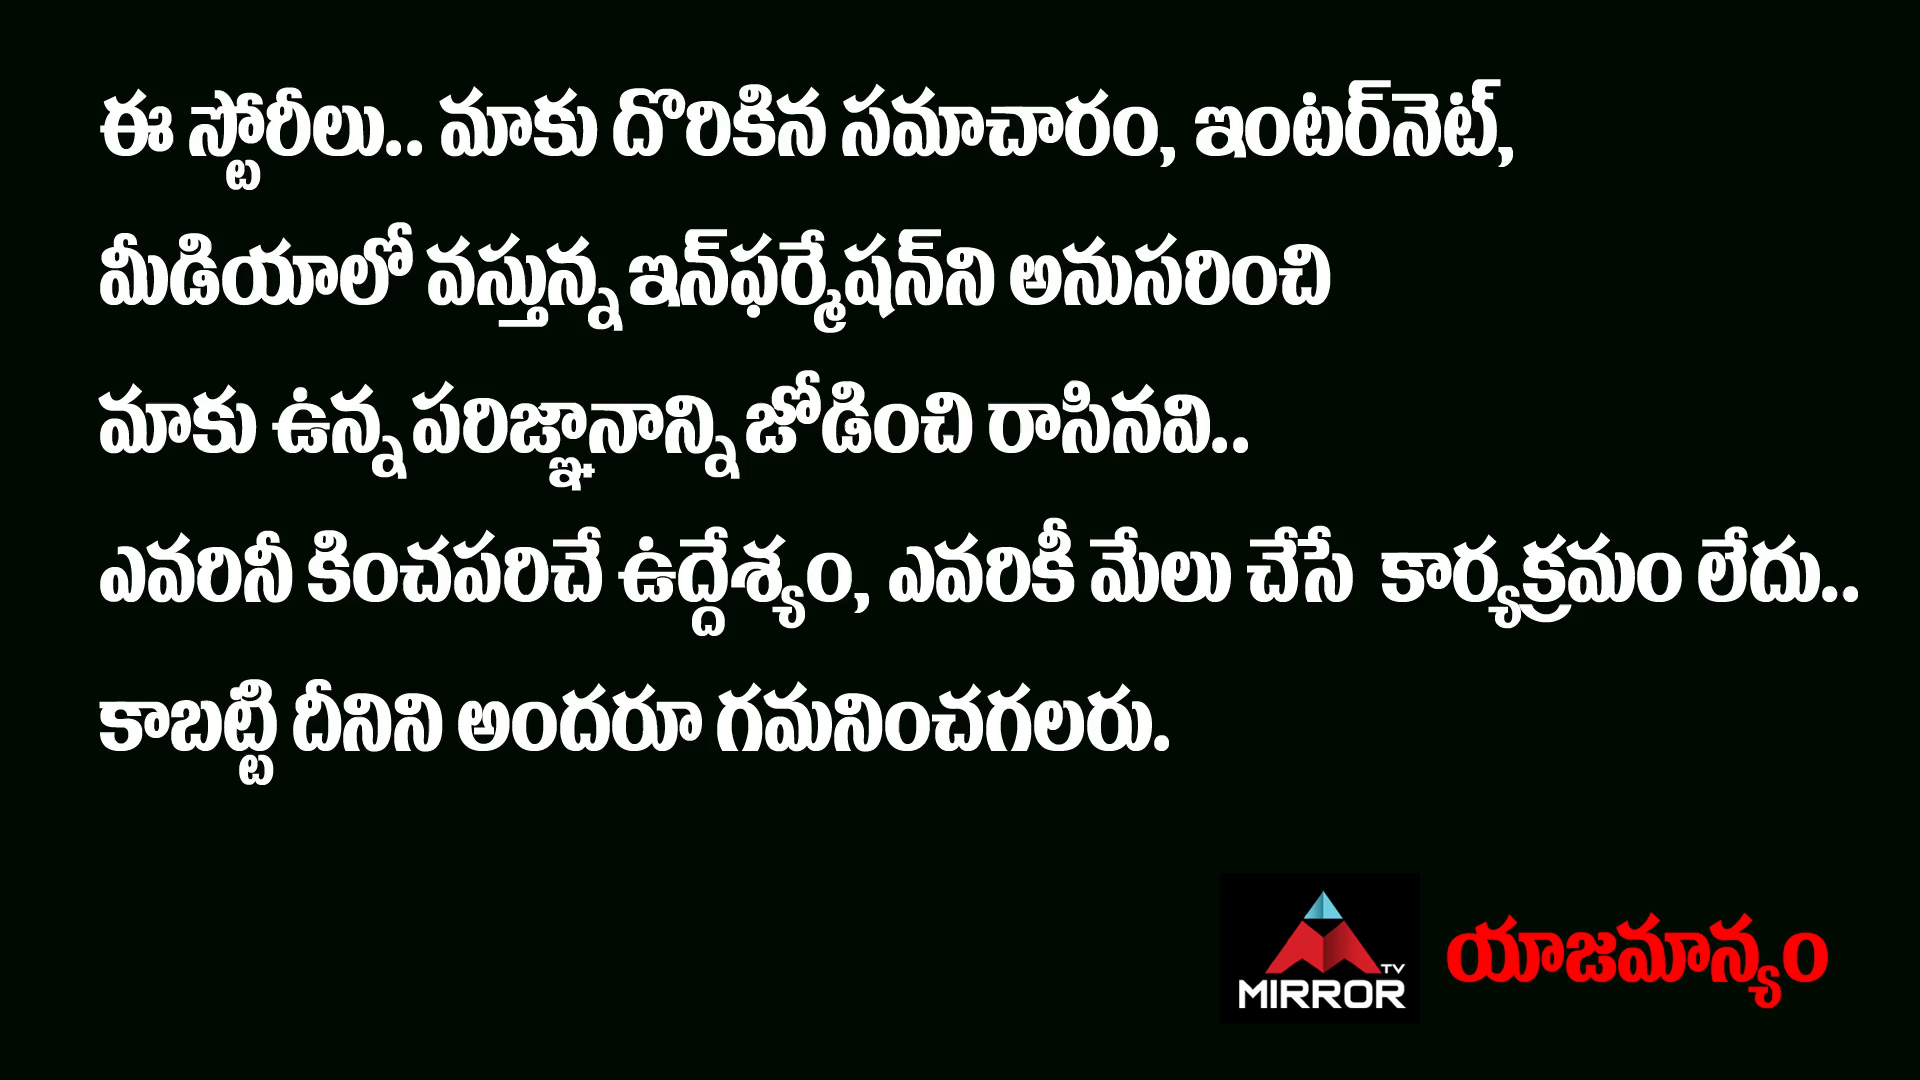 ఈ స్టోరీలు.. మాకు దొరికిన సమాచారం, ఇంటర్‌నెట్,
మీడియాలో వస్తున్న ఇన్‌ఫర్మేషన్‌ని అనుసరించి
మాకు ఉన్న పరిజ్ఞానాన్ని జోడించి రాసినవి..
ఎవరినీ కించపరిచే ఉద్దేశ్యం, ఎవరికీ మేలు చేసే కార్యక్రమం లేదు..
కాబట్టి దీనిని అందరూ గమనించగలరు.
TV
MIRROR
యాజమాన్యం